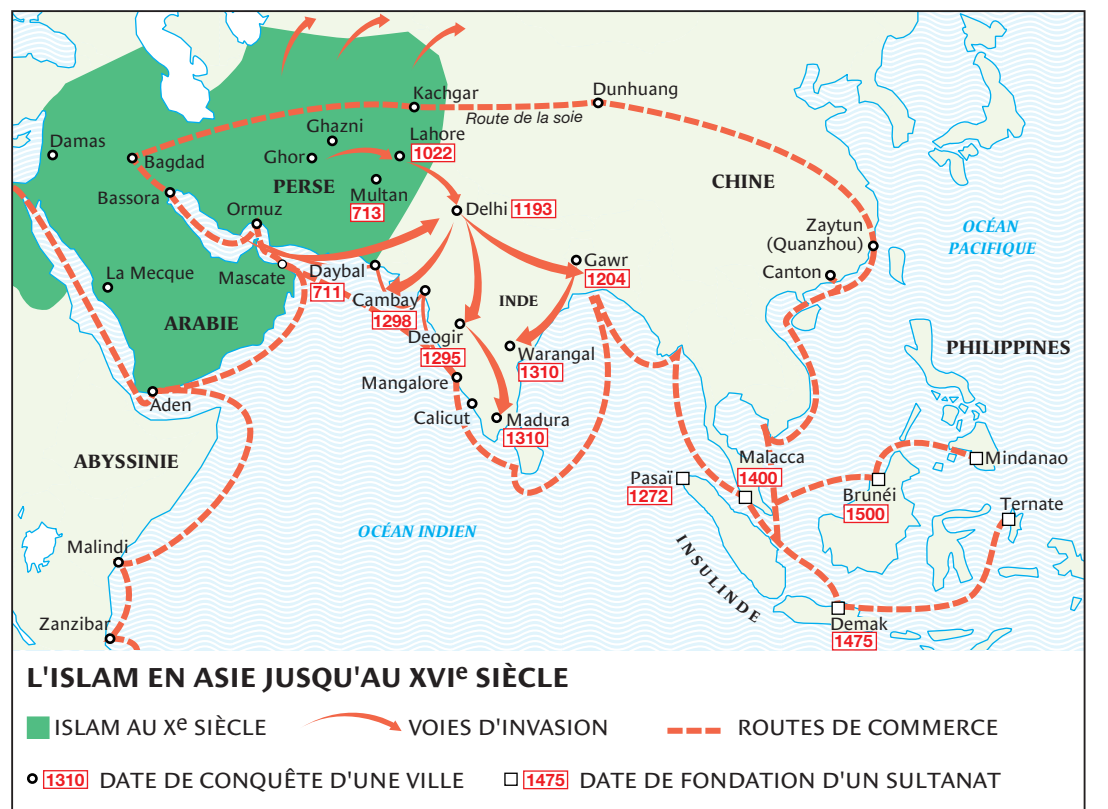 Kachgar
Dunhuang
Route de la soie
Ghazni
Lahore
1022
Damas
Bagdad
Ghor
PERSE
Multan
713
CHINE
Bassora
Ormuz
Delhi 1193
OCÉAN
PACIFIQUE
Zaytun
(Quanzhou)
La Mecque
Mascate
Daybal
711
Gawr
1204
Canton
Cambay
1298
INDE
ARABIE
Deogir
1295
Warangal
1310
PHILIPPINES
Mangalore
Aden
Calicut
Madura
1310
ABYSSINIE
Malacca
1400
Mindanao
Pasaï
1272
Brunéi
1500
Ternate
OCÉAN INDIEN
Malindi
INSULINDE
Zanzibar
Demak
1475
L'ISLAM EN ASIE JUSQU'AU XVIe SIÈCLE
ISLAM AU Xe SIÈCLE
VOIES D'INVASION
ROUTES DE COMMERCE
1310 DATE DE CONQUÊTE D'UNE VILLE
1475 DATE DE FONDATION D'UN SULTANAT